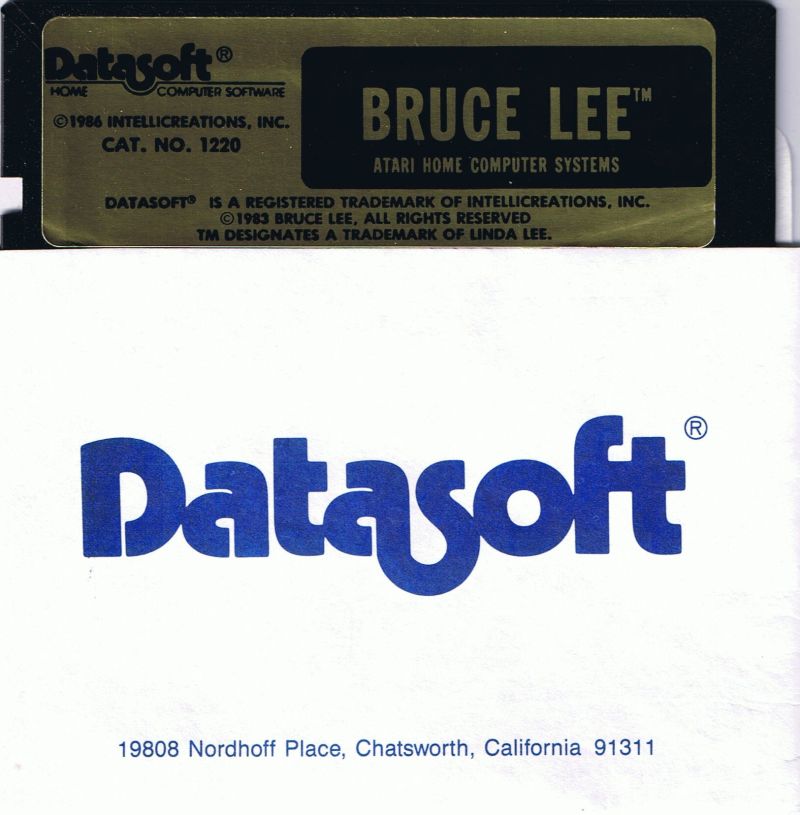 Datasoft®
HOME COMPUTER SOFTWARE
©1986 INTELLICREATIONS, INC.
CAT. NO. 1220
BRUCE LEE™
ATARI HOME COMPUTER SYSTEMS
DATASOFT® IS A REGISTERED TRADEMARK OF INTELLICREATIONS, INC.
©1983 BRUCE LEE, ALL RIGHTS RESERVED
TM DESIGNATES A TRADEMARK OF LINDA LEE.
Datasoft®
19808 Nordhoff Place, Chatsworth, California 91311